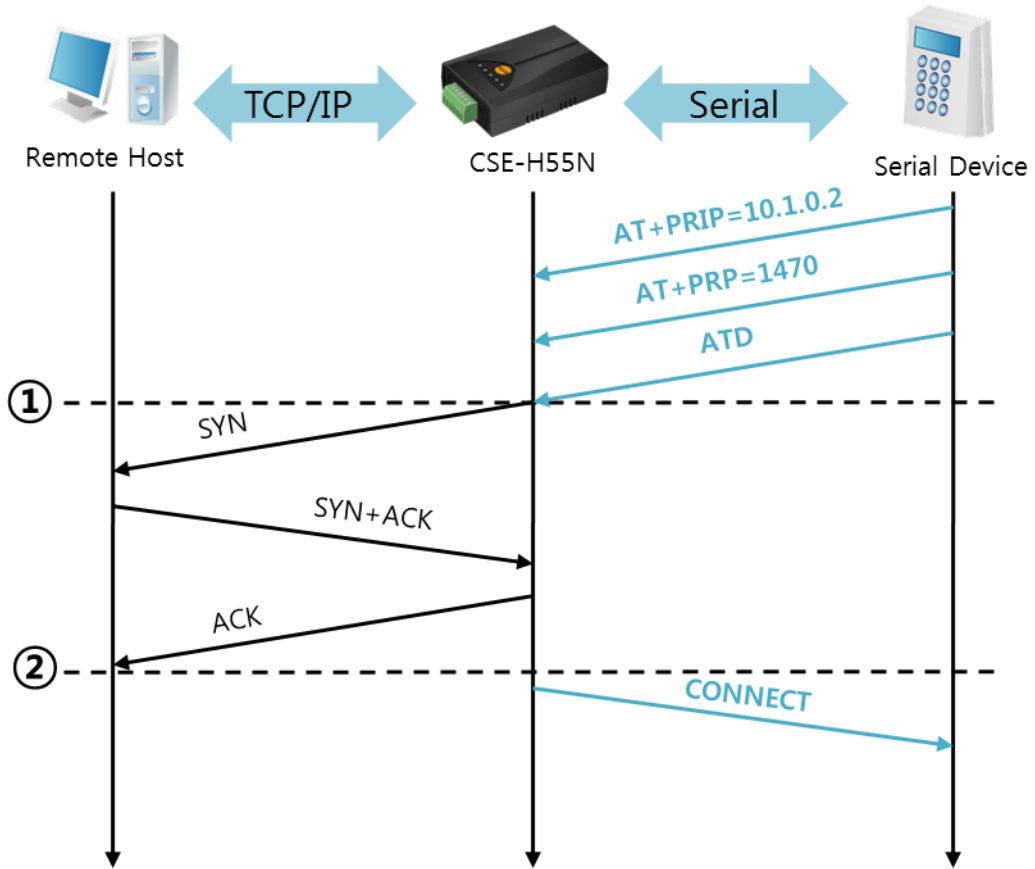 TCP/IP
Serial
Remote Host
CSE-H55N
Serial Device
AT+PRIP=10.1.0.2
AT+PRP=1470
ATD
①
SYN
SYN+ACK
ACK
②
CONNECT